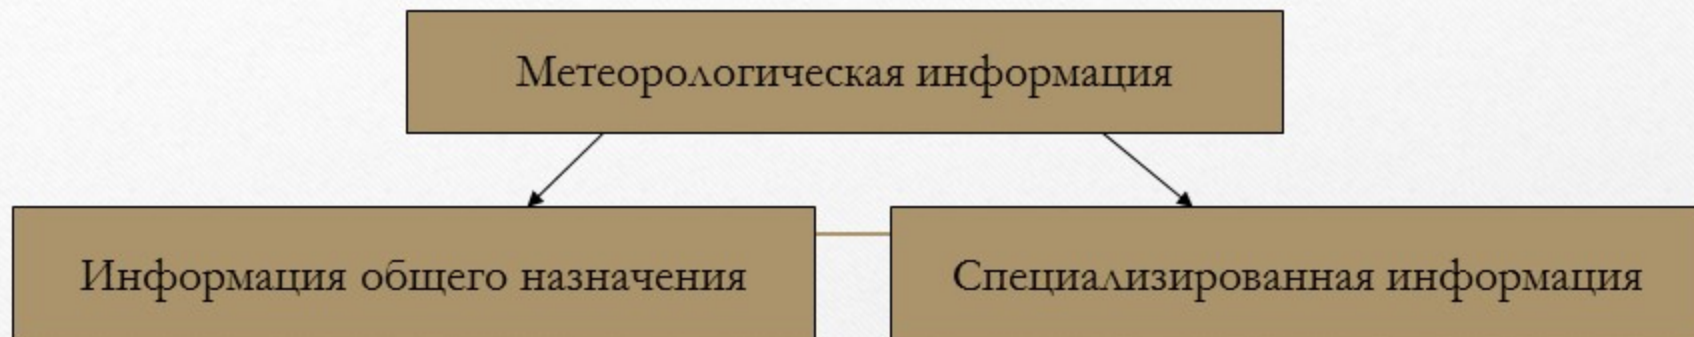 Метеорологическая информация
Информация общего назначения
Специализированная информация